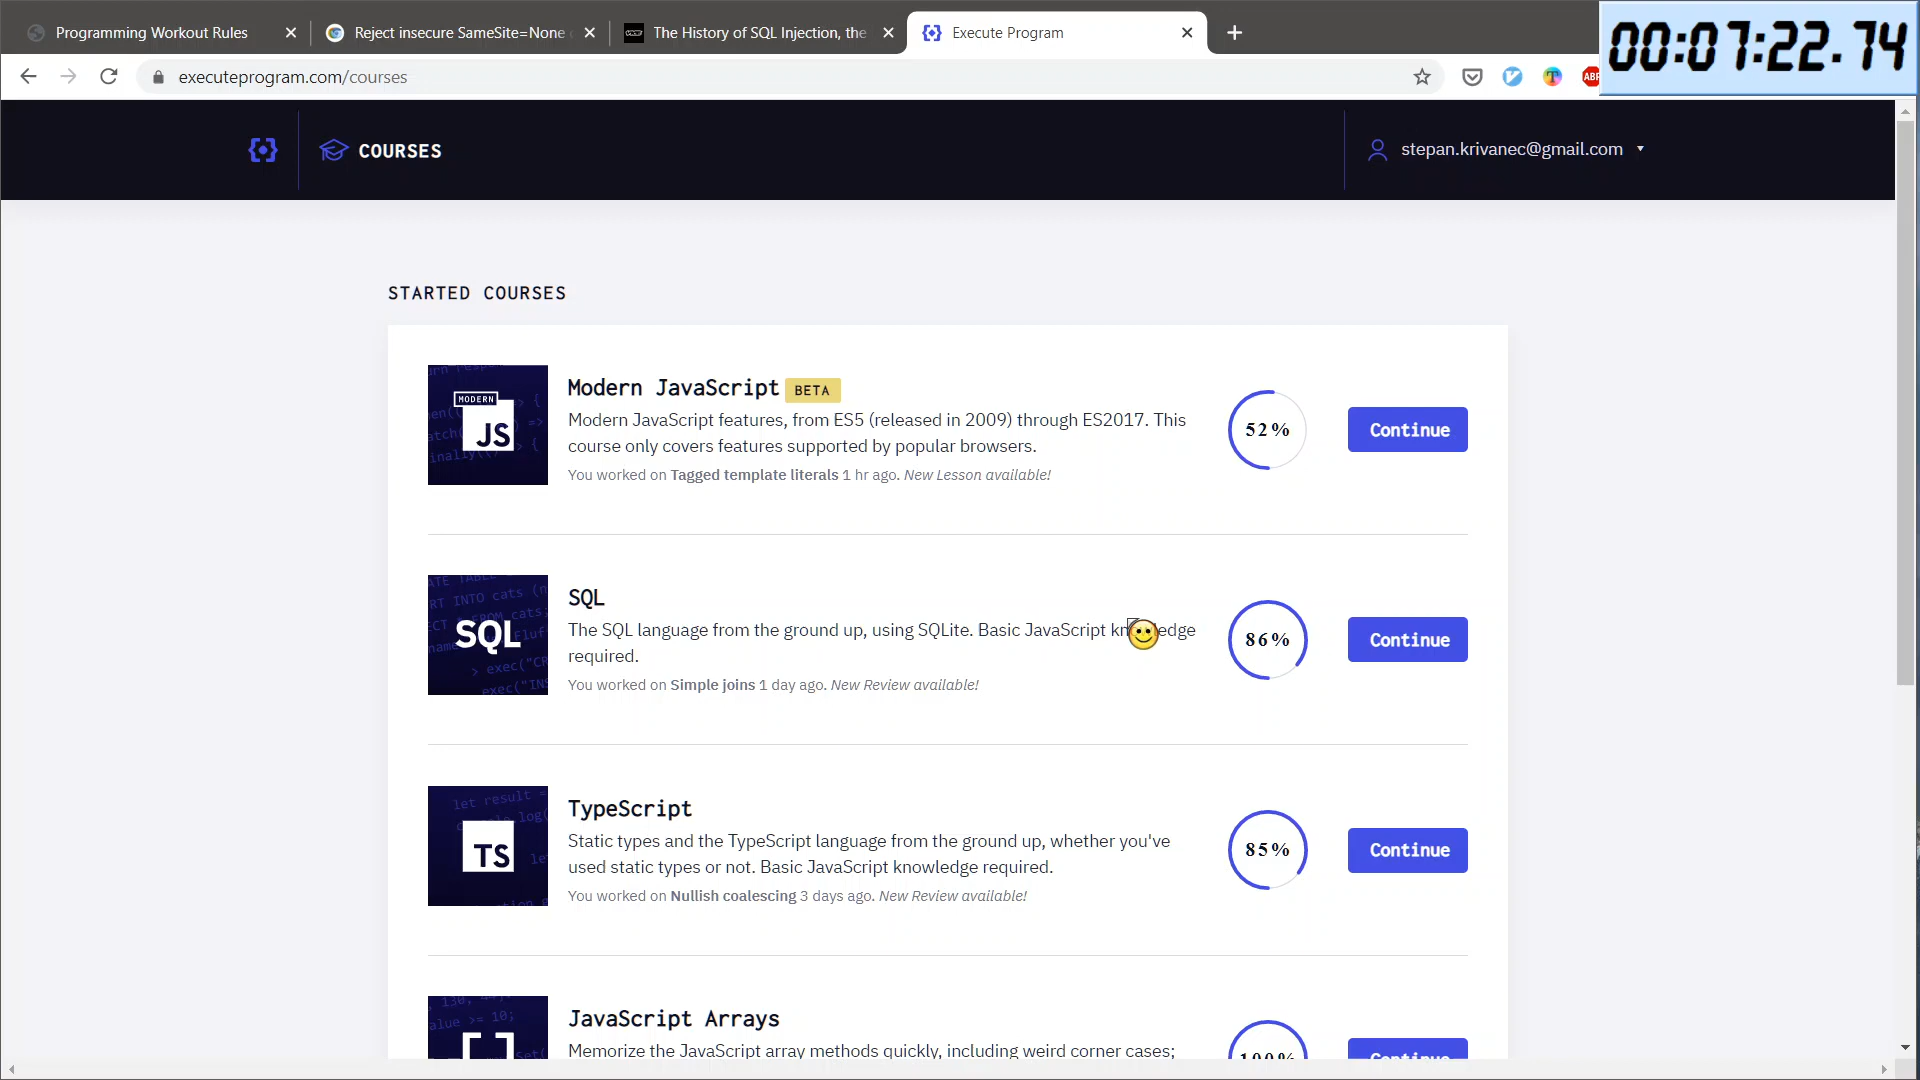 Programming Workout Rules
Reject insecure SameSite=None
The History of SQL Injection, the
Execute Program
00:07:22.74
executeprogram.com/courses
ABP
COURSES
stepan.krivanec@gmail.com
STARTED COURSES
MODERN
JS
Modern JavaScript BETA
Modern JavaScript features, from ES5 (released in 2009) through ES2017. This
course only covers features supported by popular browsers.
You worked on Tagged template literals 1 hr ago. New Lesson available!
52%
Continue
SQL
SQL
The SQL language from the ground up, using SQLite. Basic JavaScript
required.
You worked on Simple joins 1 day ago. New Review available!
86%
Continue
TS
TypeScript
Static types and the TypeScript language from the ground up, whether you've
used static types or not. Basic JavaScript knowledge required.
You worked on Nullish coalescing 3 days ago. New Review available!
85%
Continue
JavaScript Arrays
Memorize the JavaScript array methods quickly, including weird corner cases;
100%
Continue